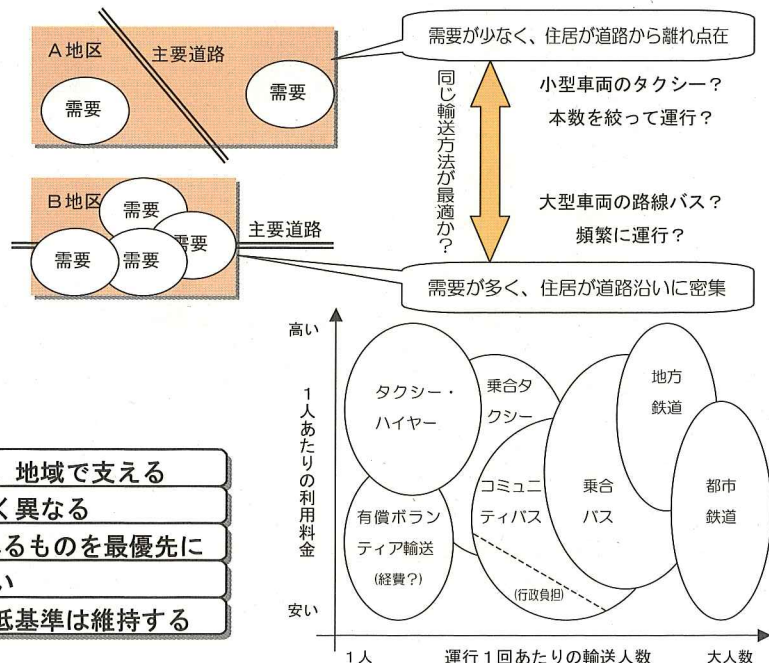 A地区
主要道路
需要
需要
需要が少なく、住居が道路から離れ点在
同じ輸送方法が最適か?
小型車両のタクシー?
本数を絞って運行?
大型車両の路線バス?
頻繁に運行?
B地区
需要
需要
需要
需要
主要道路
需要が多く、住居が道路沿いに密集
地域で支える
く異なる
るものを最優先に
い
低基準は維持する
高い
1人あたりの利用料金
安い
タクシー・
ハイヤー
乗合タ
クシー
地方
鉄道
有償ボラン
ティア輸送
(経費?)
コミュニ
ティバス
乗合
バス
都市
鉄道
(行政負担)
1人
運行1回あたりの輸送人数
大人数